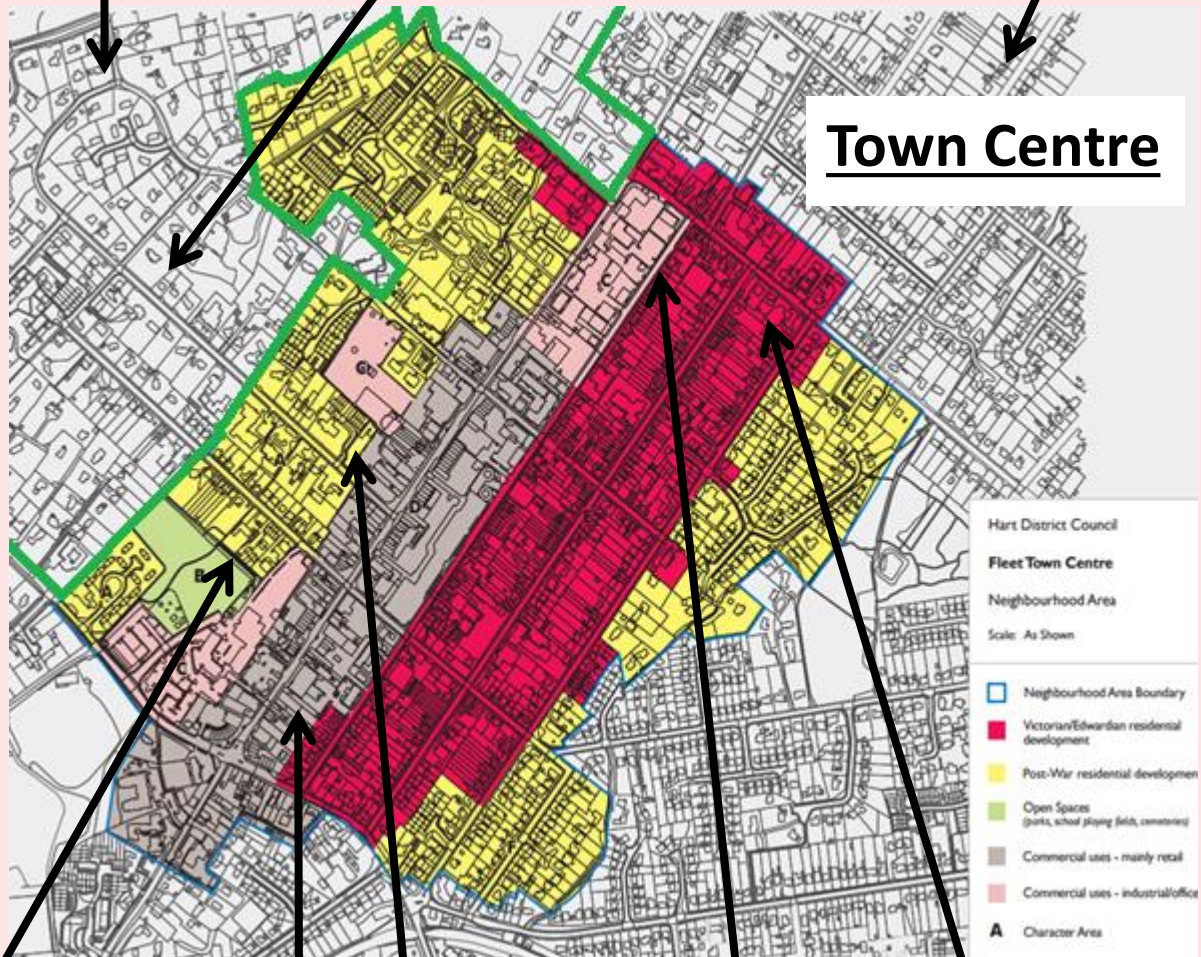 Town Centre
A
C
D
E
B
Hart District Council
Fleet Town Centre
Neighbourhood Area
Scale: As Shown
Neighbourhood Area Boundary
Victorian/Edwardian residential
development
Post-War residential developmen
Open Spaces
(parks, school playing fields, cemeteries)
Commercial uses - mainly retail
Commercial uses - industrial/office
A Character Area